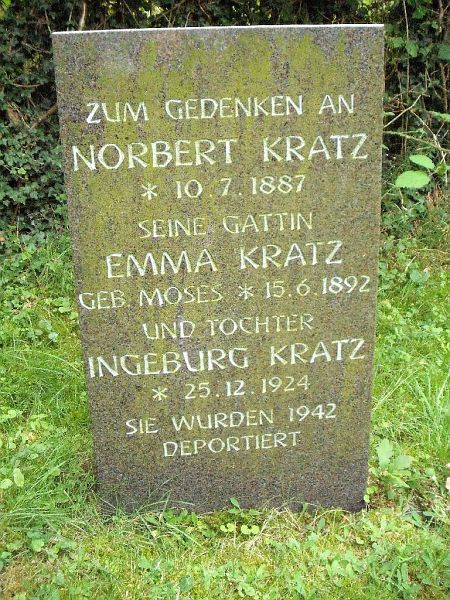 ZUM GEDENKEN AN
NORBERT KRATZ
* 10.7.1887
SEINE GATTIN
EMMA KRATZ
GEB MOSES * 15.6.1892
UND TOCHTER
INGEBURG KRATZ
* 25.12.1924
SIE WURDEN 1942
DEPORTIERT